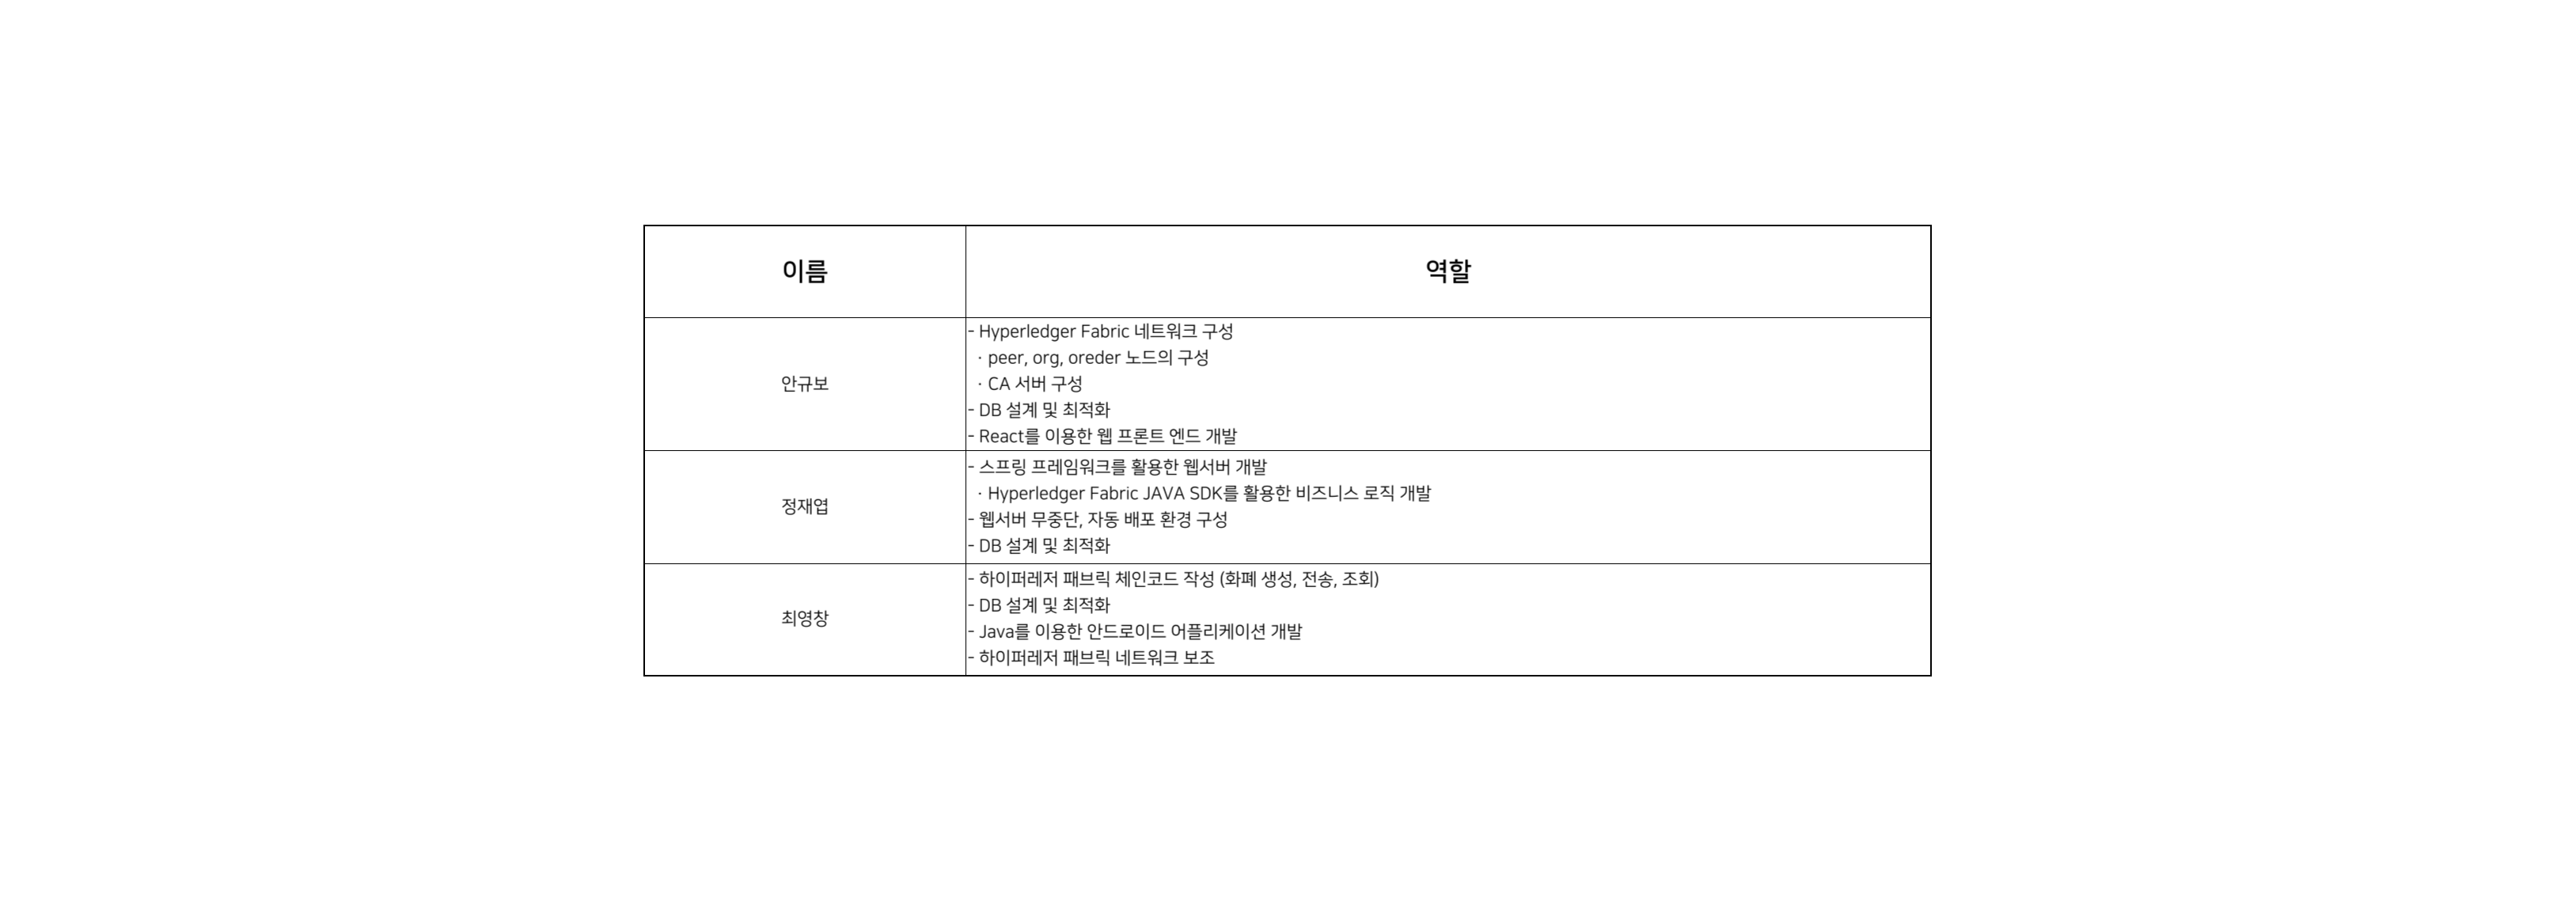 이름
역할
안규보
- Hyperledger Fabric 네트워크 구성
· peer, org, oreder 노드의 구성
· CA 서버 구성
- DB 설계 및 최적화
- React를 이용한 웹 프론트 엔드 개발
정재엽
- 스프링 프레임워크를 활용한 웹서버 개발
· Hyperledger Fabric JAVA SDK를 활용한 비즈니스 로직 개발
- 웹서버 무중단, 자동 배포 환경 구성
- DB 설계 및 최적화
최영창
- 하이퍼레저 패브릭 체인코드 작성 (화폐 생성, 전송, 조회)
- DB 설계 및 최적화
- Java를 이용한 안드로이드 어플리케이션 개발
- 하이퍼레저 패브릭 네트워크 보조